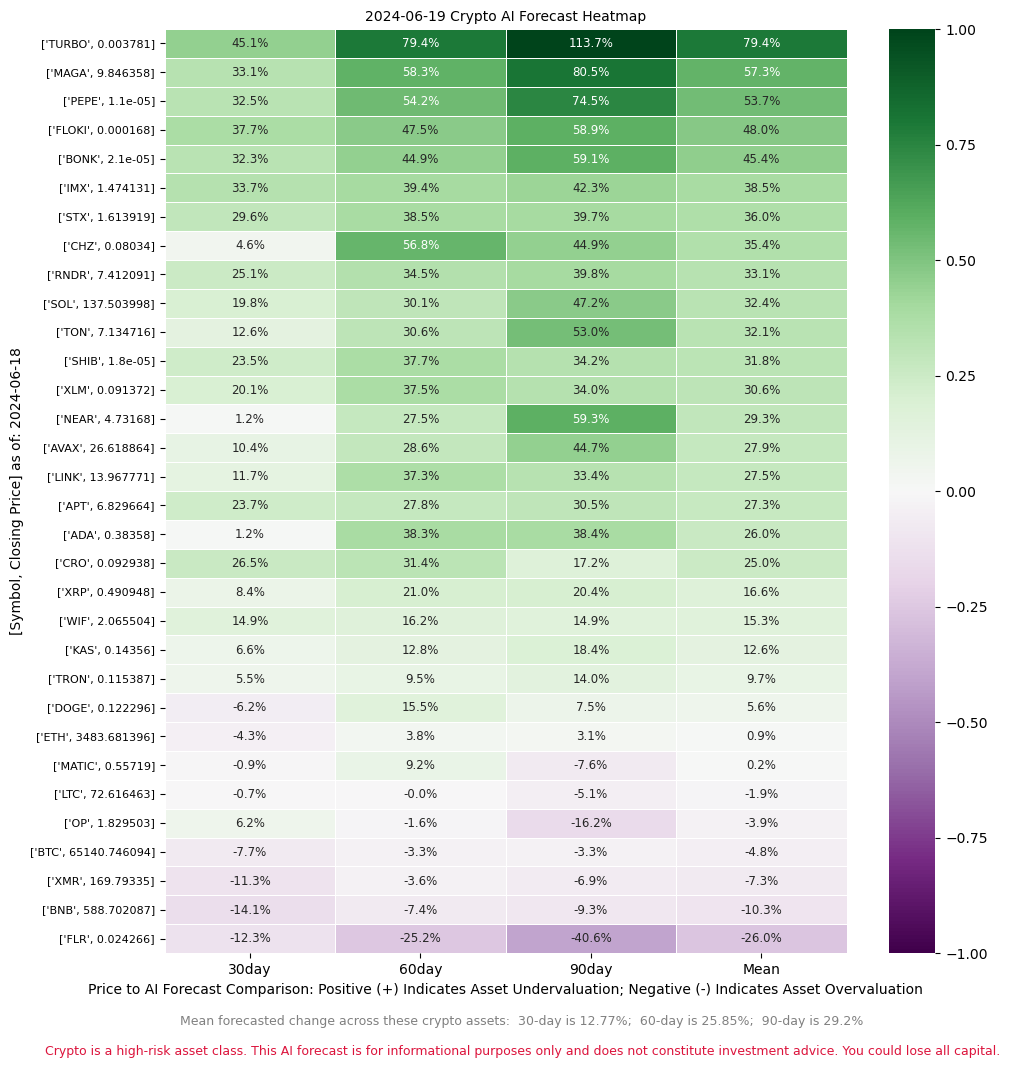 2024-06-19 Crypto AI Forecast Heatmap
['TURBO', 0.003781] 45.1% 79.4% 113.7% 79.4%
['MAGA', 9.846358] 33.1% 58.3% 80.5% 57.3%
['PEPE', 1.1e-05] 32.5% 54.2% 74.5% 53.7%
['FLOKI', 0.000168] 37.7% 47.5% 58.9% 48.0%
['BONK', 2.1e-05] 32.3% 44.9% 59.1% 45.4%
['IMX', 1.474131] 33.7% 39.4% 42.3% 38.5%
['STX', 1.613919] 29.6% 38.5% 39.7% 36.0%
['CHZ', 0.08034] 4.6% 56.8% 44.9% 35.4%
['RNDR', 7.412091] 25.1% 34.5% 39.8% 33.1%
['SOL', 137.503998] 19.8% 30.1% 47.2% 32.4%
['TON', 7.134716] 12.6% 30.6% 53.0% 32.1%
['SHIB', 1.8e-05] 23.5% 37.7% 34.2% 31.8%
['XLM', 0.091372] 20.1% 37.5% 34.0% 30.6%
['NEAR', 4.73168] 1.2% 27.5% 59.3% 29.3%
['AVAX', 26.618864] 10.4% 28.6% 44.7% 27.9%
['LINK', 13.967771] 11.7% 37.3% 33.4% 27.5%
['APT', 6.829664] 23.7% 27.8% 30.5% 27.3%
['ADA', 0.38358] 1.2% 38.3% 38.4% 26.0%
['CRO', 0.092938] 26.5% 31.4% 17.2% 25.0%
['XRP', 0.490948] 8.4% 21.0% 20.4% 16.6%
['WIF', 2.065504] 14.9% 16.2% 14.9% 15.3%
['KAS', 0.14356] 6.6% 12.8% 18.4% 12.6%
['TRON', 0.115387] 5.5% 9.5% 14.0% 9.7%
['DOGE', 0.122296] -6.2% 15.5% 7.5% 5.6%
['ETH', 3483.681396] -4.3% 3.8% 3.1% 0.9%
['MATIC', 0.55719] -0.9% 9.2% -7.6% 0.2%
['LTC', 72.616463] -0.7% -0.0% -5.1% -1.9%
['OP', 1.829503] 6.2% -1.6% -16.2% -3.9%
['BTC', 65140.746094] -7.7% -3.3% -3.3% -4.8%
['XMR', 169.79335] -11.3% -3.6% -6.9% -7.3%
['BNB', 588.702087] -14.1% -7.4% -9.3% -10.3%
['FLR', 0.024266] -12.3% -25.2% -40.6% -26.0%
30day 60day 90day Mean
[Symbol, Closing Price] as of: 2024-06-18
1.00
0.75
0.50
0.25
0.00
−0.25
−0.50
−0.75
−1.00
Price to AI Forecast Comparison: Positive (+) Indicates Asset Undervaluation; Negative (-) Indicates Asset Overvaluation
Mean forecasted change across these crypto assets:  30-day is 12.77%;  60-day is 25.85%;  90-day is 29.2%
Crypto is a high-risk asset class. This AI forecast is for informational purposes only and does not constitute investment advice. You could lose all capital.